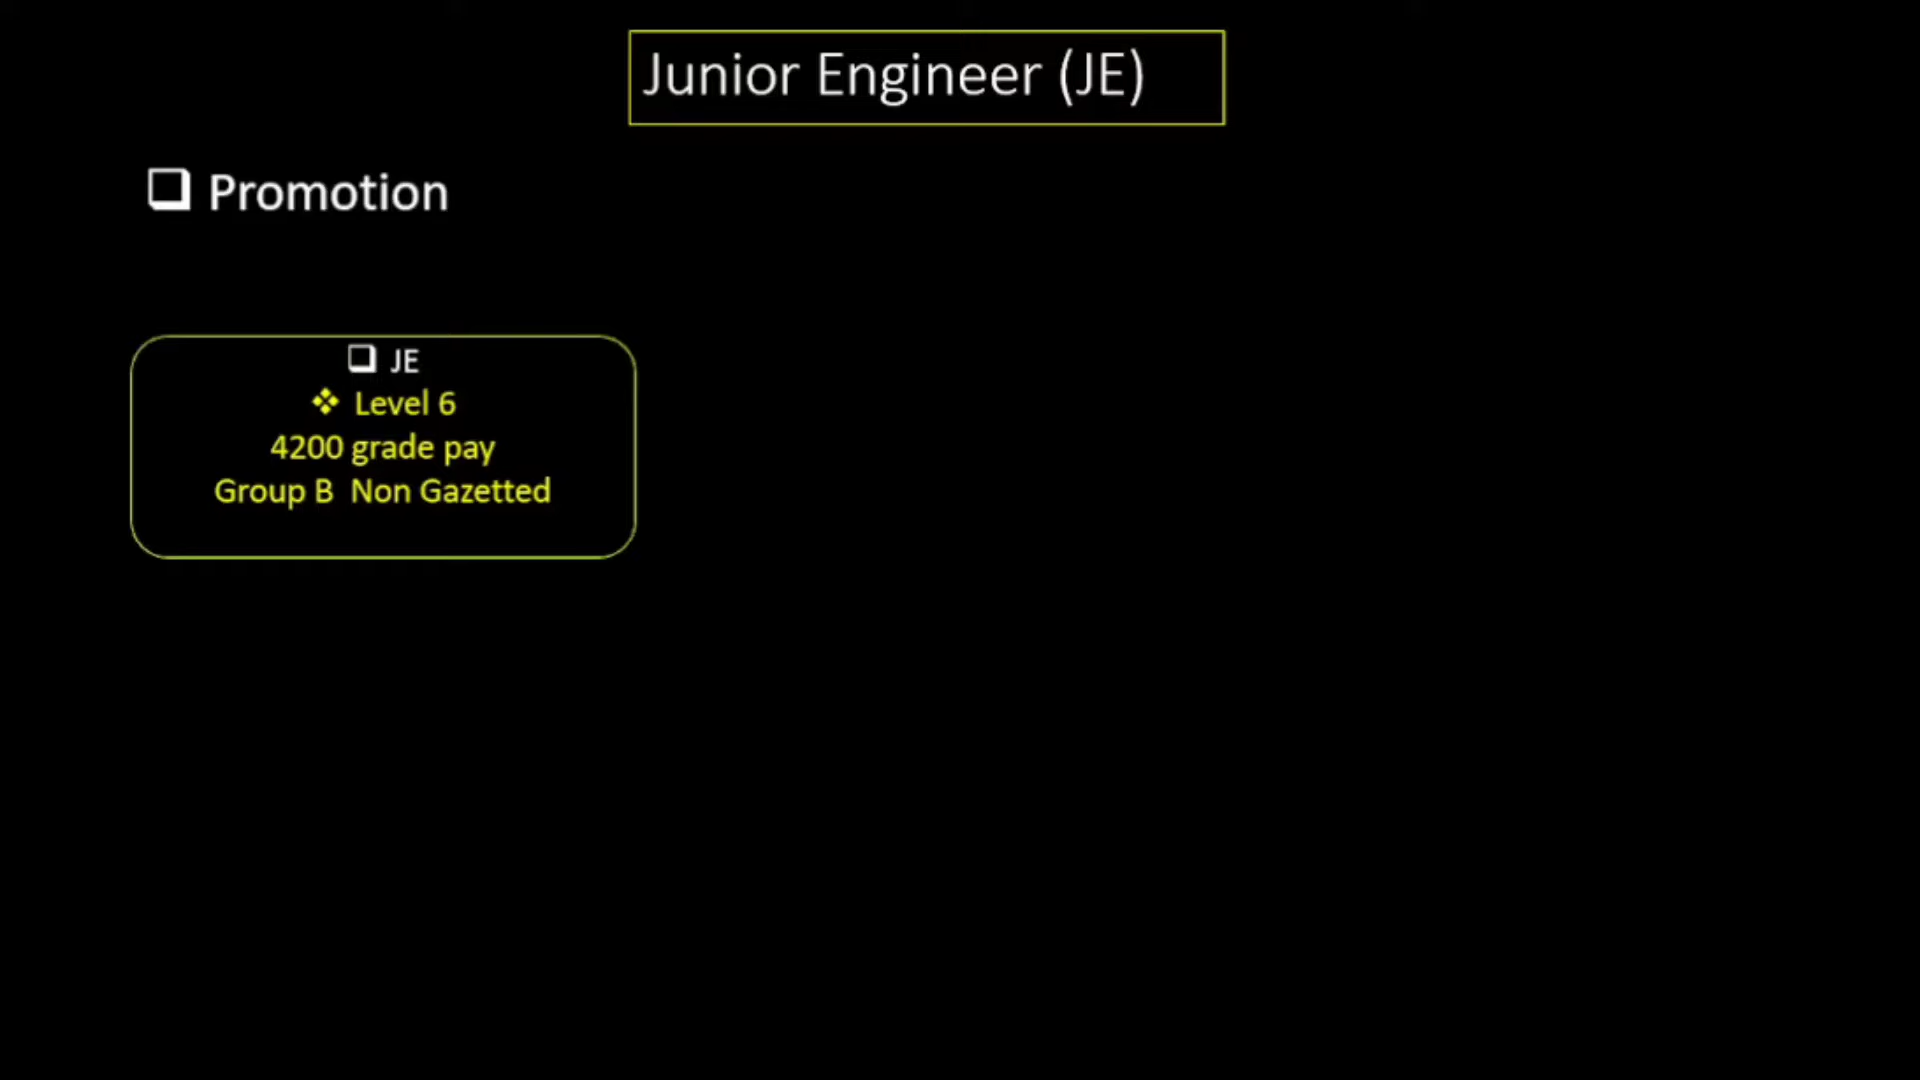 Junior Engineer (JE)
Promotion
JE
Level 6
4200 grade pay
Group B Non Gazetted